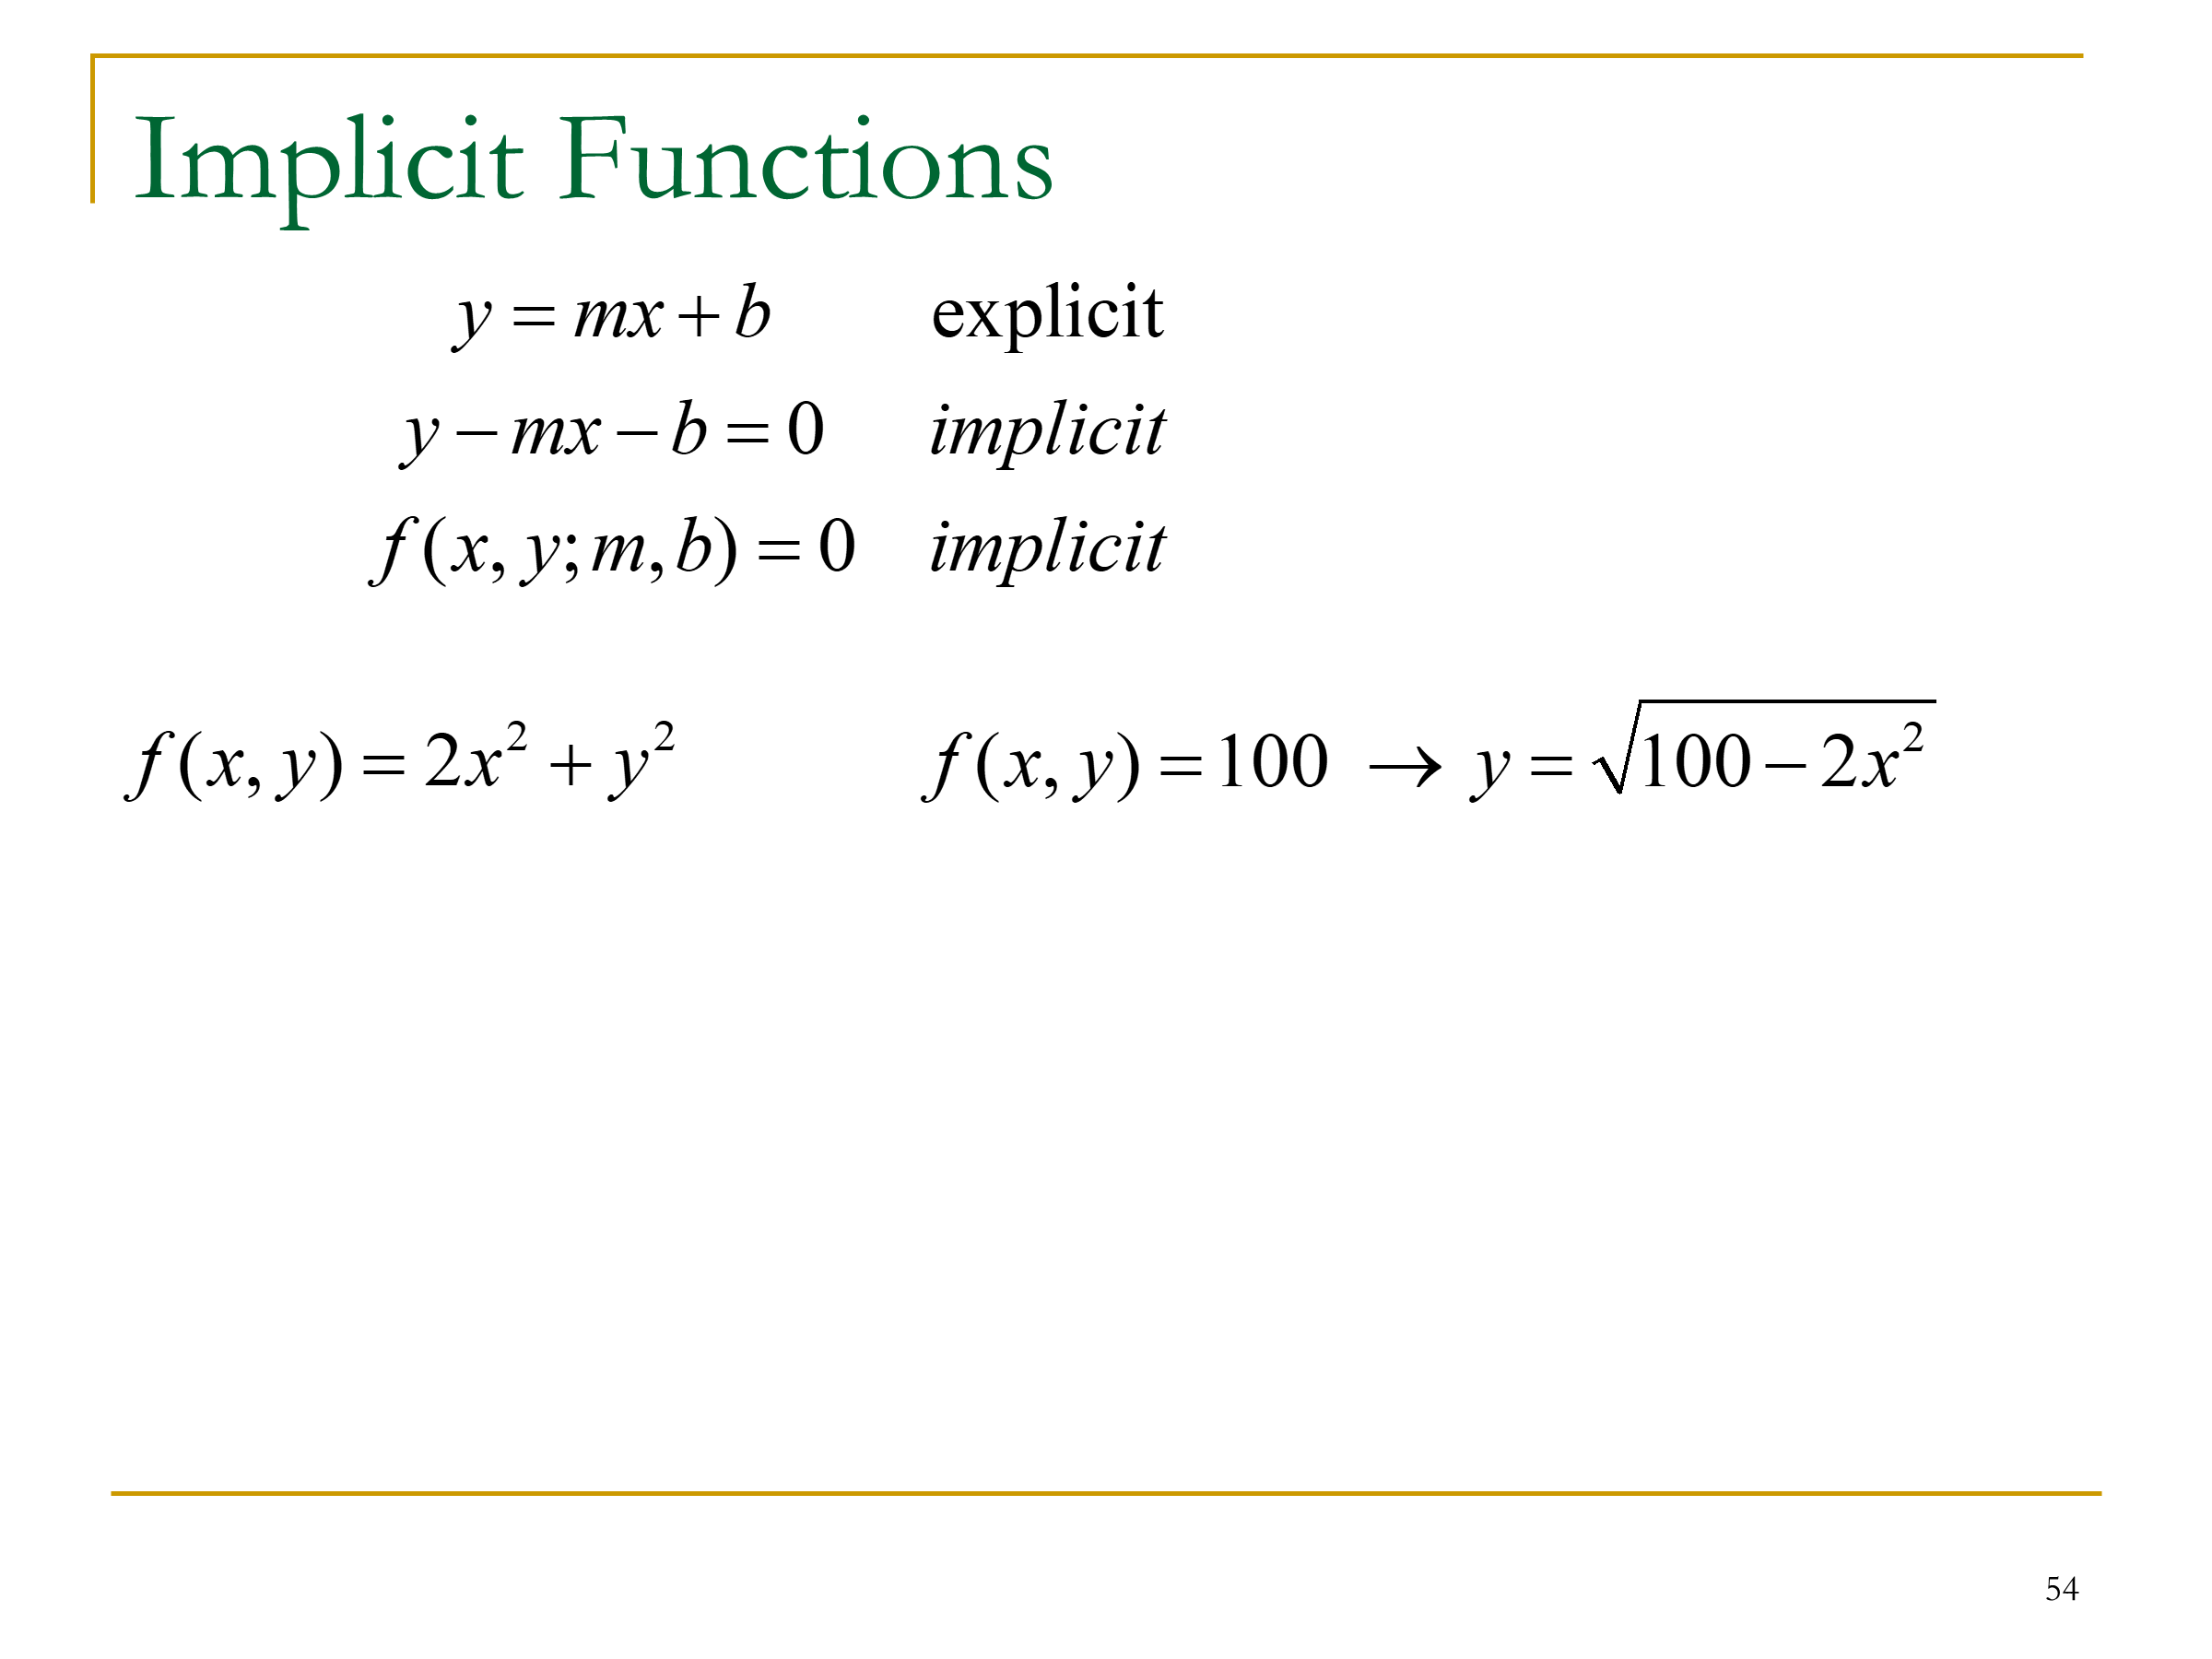 Implicit Functions
y = mx + b explicit
y − mx − b = 0 implicit
f (x, y; m, b) = 0 implicit
f (x, y) = 2x² + y² f (x, y) = 100 → y = √(100 − 2x²)
54